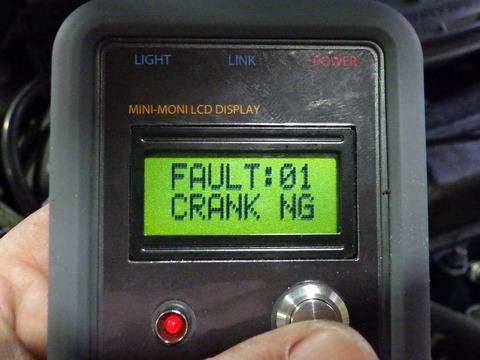 LIGHT LINK POWER
MINI-MONI LCD DISPLAY
FAULT:01
CRANK NG